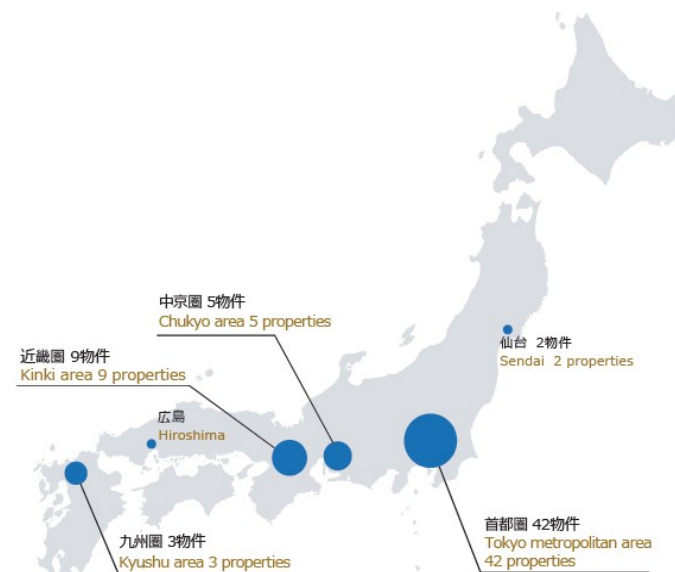 中京圏 5物件
Chukyo area 5 properties
仙台 2物件
Sendai 2 properties
近畿圏 9物件
Kinki area 9 properties
広島
Hiroshima
首都圏 42物件
Tokyo metropolitan area
42 properties
九州圏 3物件
Kyushu area 3 properties